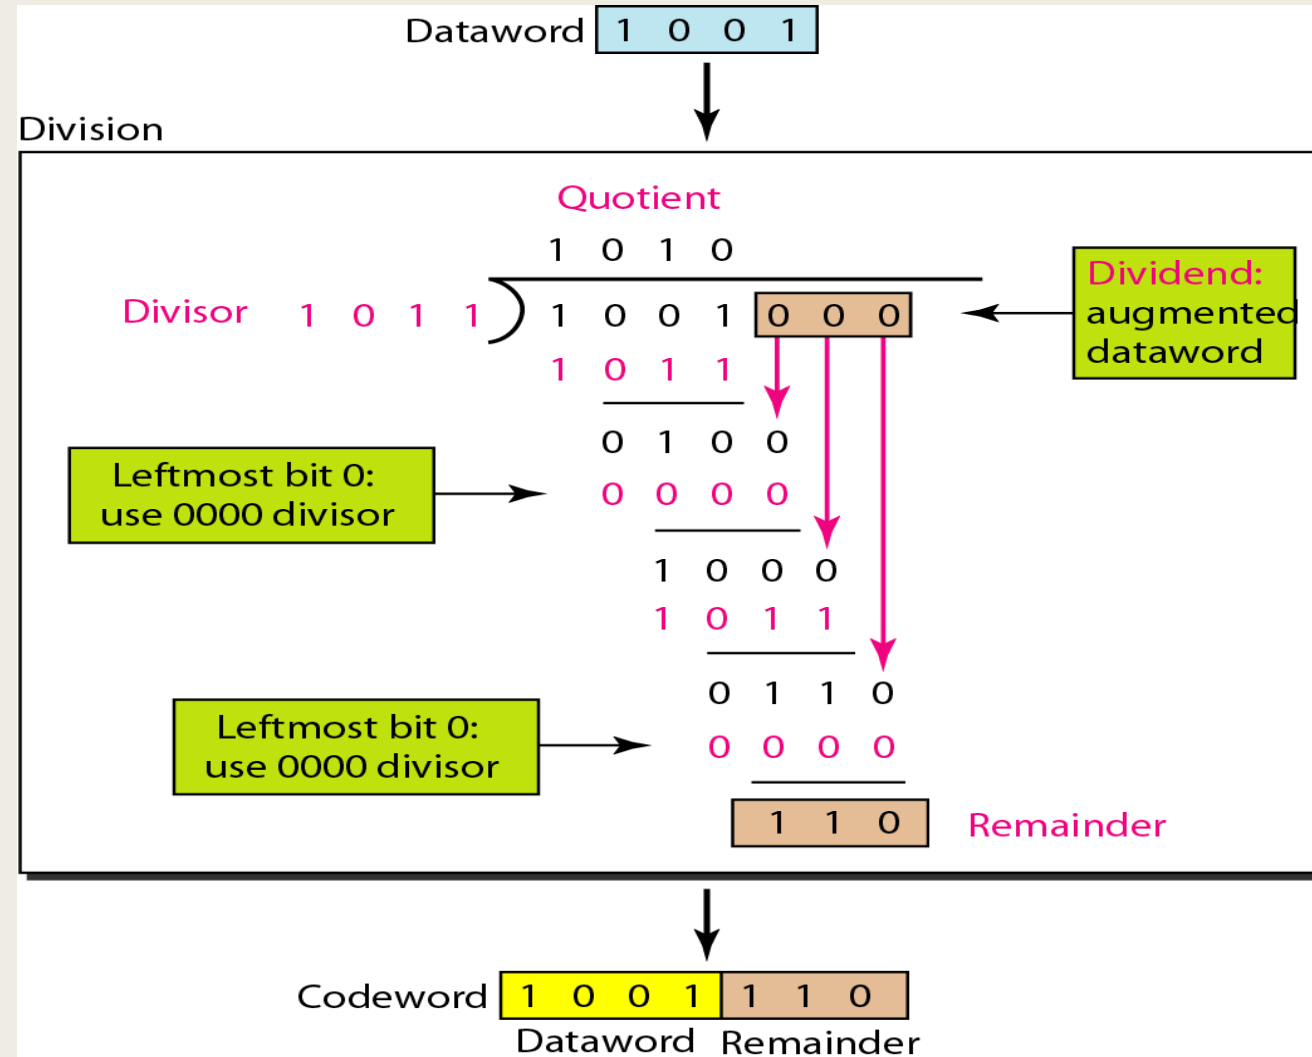 Dataword 1 0 0 1
Division
Quotient
1 0 1 0
Divisor 1 0 1 1 1 0 0 1 0 0 0
Dividend:
augmented
dataword
1 0 1 1
0 1 0 0
Leftmost bit 0:
use 0000 divisor
0 0 0 0
1 0 0 0
1 0 1 1
0 1 1 0
Leftmost bit 0:
use 0000 divisor
0 0 0 0
1 1 0 Remainder
Codeword 1 0 0 1 1 1 0
Dataword Remainder